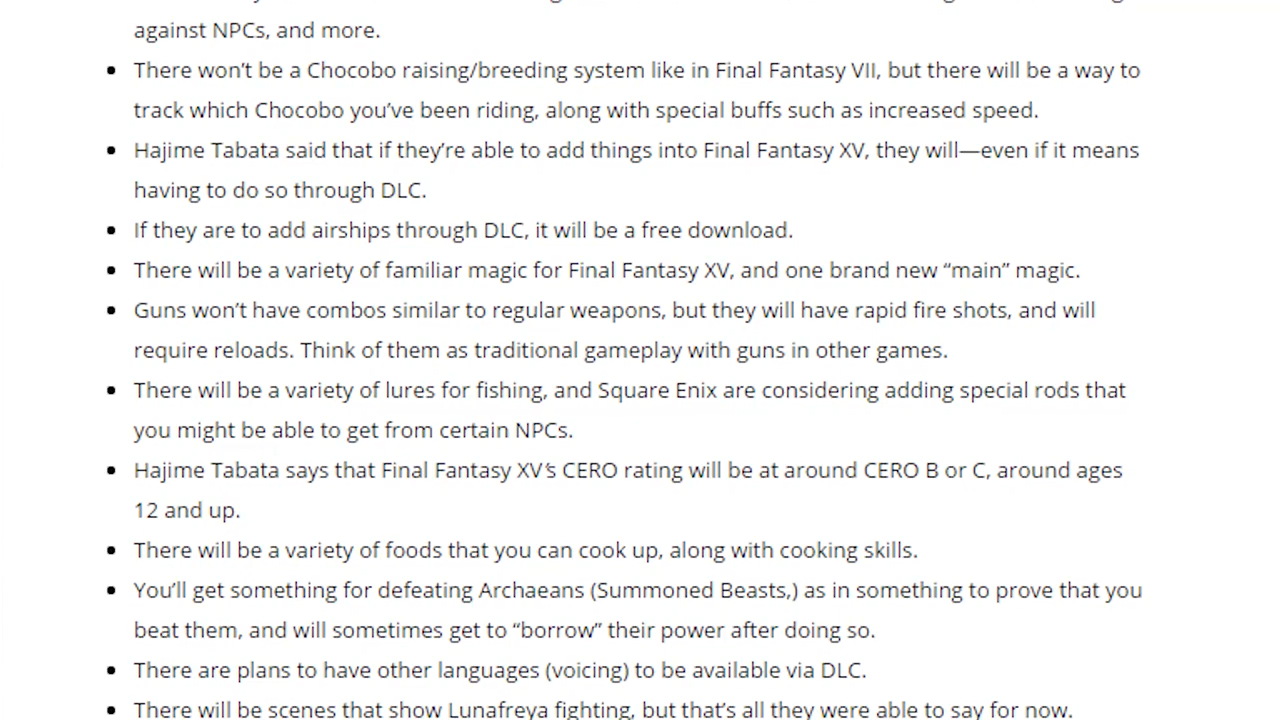 against NPCs, and more.
• There won’t be a Chocobo raising/breeding system like in Final Fantasy VII, but there will be a way to
track which Chocobo you’ve been riding, along with special buffs such as increased speed.
• Hajime Tabata said that if they’re able to add things into Final Fantasy XV, they will—even if it means
having to do so through DLC.
• If they are to add airships through DLC, it will be a free download.
• There will be a variety of familiar magic for Final Fantasy XV, and one brand new “main” magic.
• Guns won’t have combos similar to regular weapons, but they will have rapid fire shots, and will
require reloads. Think of them as traditional gameplay with guns in other games.
• There will be a variety of lures for fishing, and Square Enix are considering adding special rods that
you might be able to get from certain NPCs.
• Hajime Tabata says that Final Fantasy XV’s CERO rating will be at around CERO B or C, around ages
12 and up.
• There will be a variety of foods that you can cook up, along with cooking skills.
• You’ll get something for defeating Archaeans (Summoned Beasts,) as in something to prove that you
beat them, and will sometimes get to “borrow” their power after doing so.
• There are plans to have other languages (voicing) to be available via DLC.
• There will be scenes that show Lunafreya fighting, but that’s all they were able to say for now.